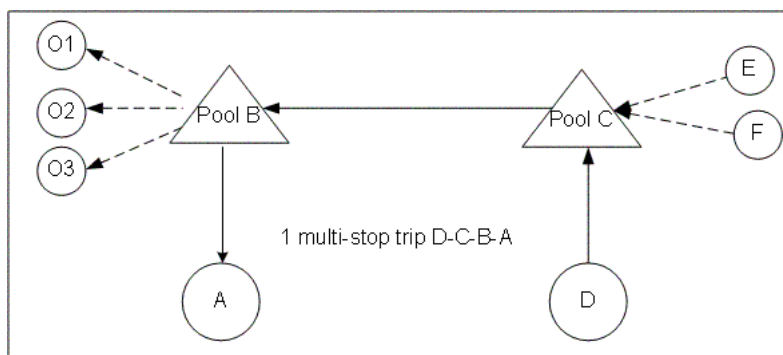 O1
O2
O3
Pool B
Pool C
E
F
1 multi-stop trip D-C-B-A
A
D